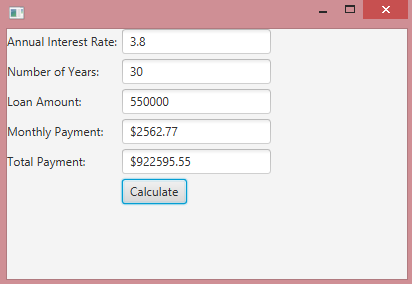 Annual Interest Rate: 3.8
Number of Years: 30
Loan Amount: 550000
Monthly Payment: $2562.77
Total Payment: $922595.55
Calculate